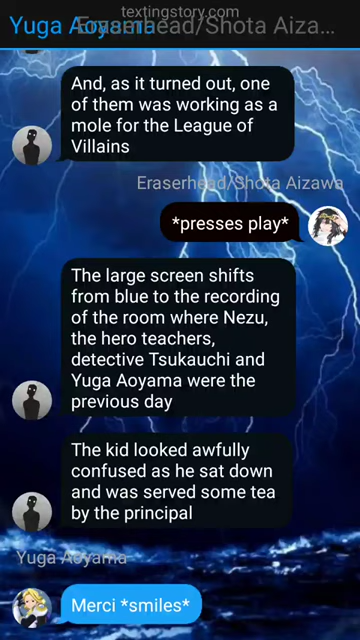 textingstory.com
Yuga Aoyama
Eraserhead/Shota Aiza...
And, as it turned out, one
of them was working as a
mole for the League of
Villains
Eraserhead/Shota Aizawa
*presses play*
The large screen shifts
from blue to the recording
of the room where Nezu,
the hero teachers,
detective Tsukauchi and
Yuga Aoyama were the
previous day
The kid looked awfully
confused as he sat down
and was served some tea
by the principal
Yuga Aoyama
Merci *smiles*